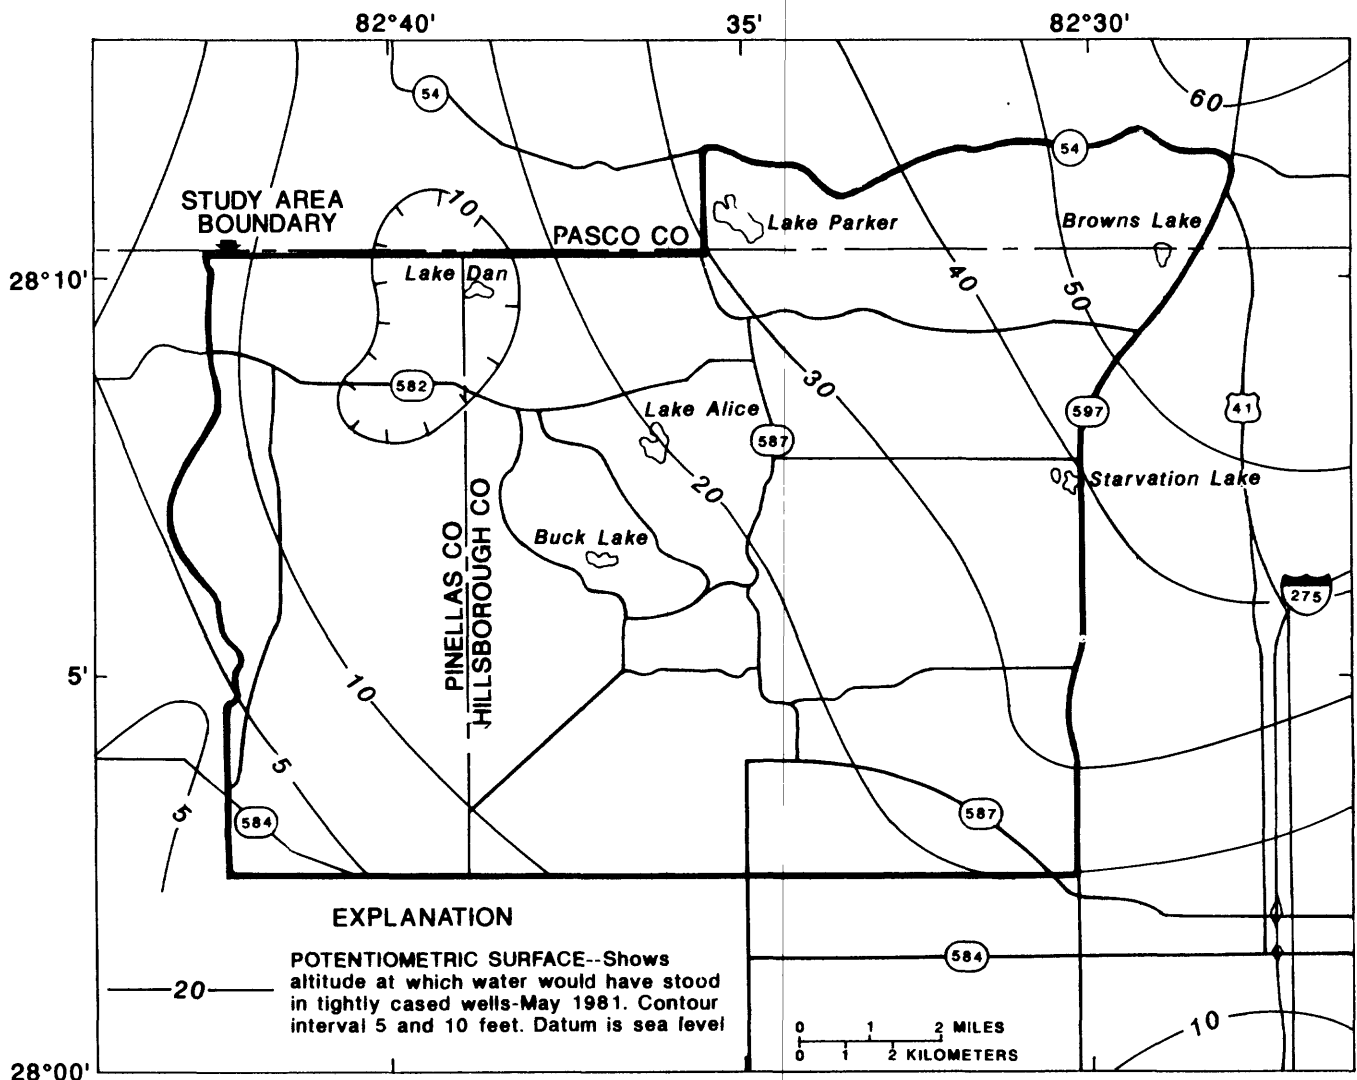 82°40'
35'
82°30'
54
60
54
STUDY AREA
BOUNDARY
10
PASCO CO
Lake Parker
Browns Lake
28°10'
Lake Dan
40
50
582
30
597
41
Lake Alice
587
20
Starvation Lake
Buck Lake
PINELLAS CO
HILLSBOROUGH CO
275
5'
10
5
5
584
587
EXPLANATION
20
POTENTIOMETRIC SURFACE--Shows
altitude at which water would have stood
in tightly cased wells-May 1981. Contour
interval 5 and 10 feet. Datum is sea level
584
10
0 1 2 MILES
0 1 2 KILOMETERS
28°00'